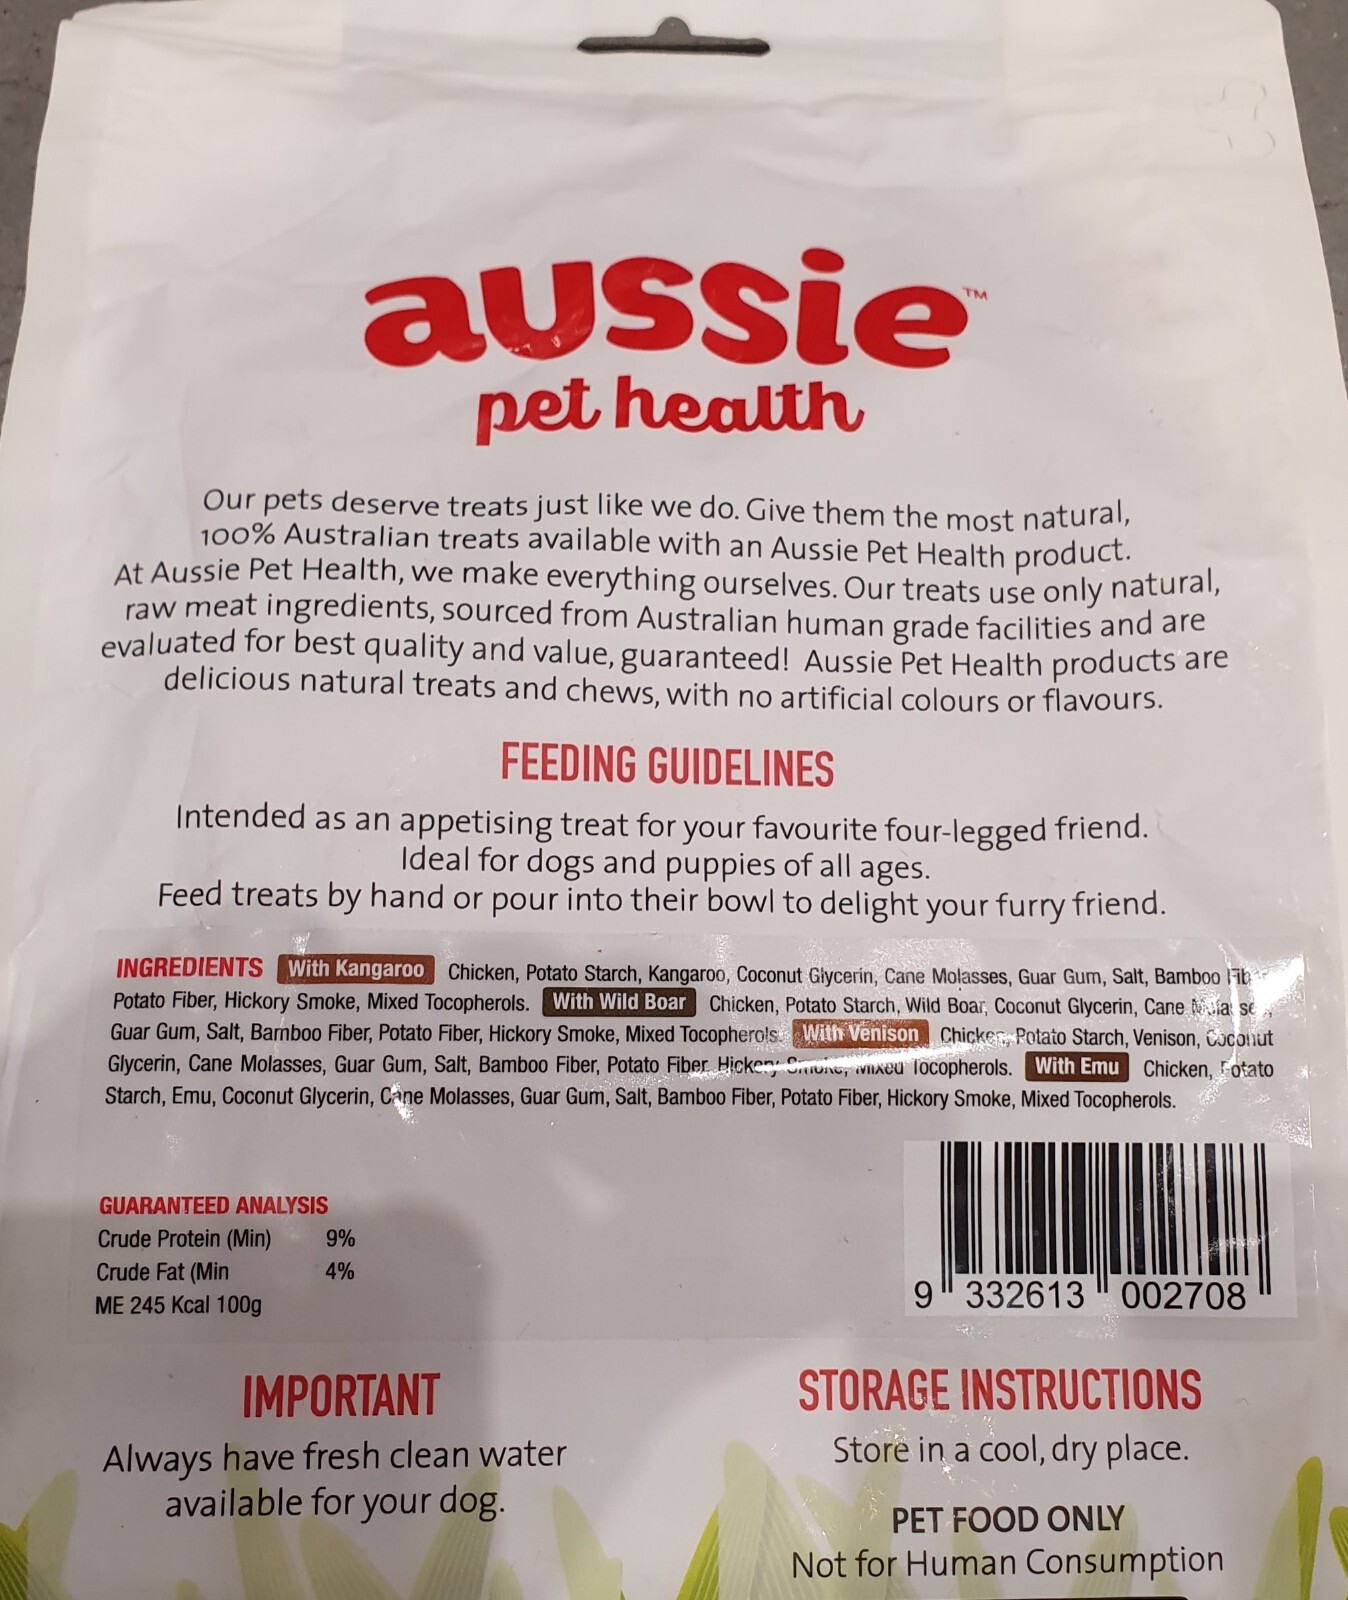 aussie™
pet health
Our pets deserve treats just like we do. Give them the most natural,
100% Australian treats available with an Aussie Pet Health product.
At Aussie Pet Health, we make everything ourselves. Our treats use only natural,
raw meat ingredients, sourced from Australian human grade facilities and are
evaluated for best quality and value, guaranteed! Aussie Pet Health products are
delicious natural treats and chews, with no artificial colours or flavours.
FEEDING GUIDELINES
Intended as an appetising treat for your favourite four-legged friend.
Ideal for dogs and puppies of all ages.
Feed treats by hand or pour into their bowl to delight your furry friend.
INGREDIENTS With Kangaroo Chicken, Potato Starch, Kangaroo, Coconut Glycerin, Cane Molasses, Guar Gum, Salt, Bamboo
Potato Fiber, Hickory Smoke, Mixed Tocopherols. With Wild Boar Chicken, Potato Starch, Wild Boar, Coconut Glycerin, Cane
Guar Gum, Salt, Bamboo Fiber, Potato Fiber, Hickory Smoke, Mixed Tocopherols. With Venison Chicken, Potato Starch, Venison, Coconut
Glycerin, Cane Molasses, Guar Gum, Salt, Bamboo Fiber, Potato Fiber, Hickory Smoke, Mixed Tocopherols. With Emu Chicken, Potato
Starch, Emu, Coconut Glycerin, Cane Molasses, Guar Gum, Salt, Bamboo Fiber, Potato Fiber, Hickory Smoke, Mixed Tocopherols.
GUARANTEED ANALYSIS
Crude Protein (Min) 9%
Crude Fat (Min 4%
ME 245 Kcal 100g
9 332613 002708
IMPORTANT
Always have fresh clean water
available for your dog.
STORAGE INSTRUCTIONS
Store in a cool, dry place.
PET FOOD ONLY
Not for Human Consumption